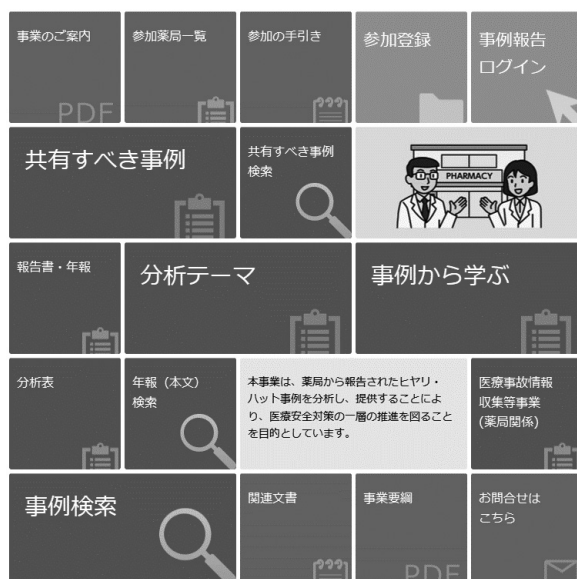 事業のご案内
PDF
参加薬局一覧
参加の手引き
参加登録
事例報告
ログイン
共有すべき事例
共有すべき事例
検索
PHARMACY
報告書・年報
分析テーマ
事例から学ぶ
分析表
年報（本文）
検索
本事業は、薬局から報告されたヒヤリ・
ハット事例を分析し、提供することによ
り、医療安全対策の一層の推進を図ること
を目的としています。
医療事故情報
収集等事業
(薬局関係)
事例検索
関連文書
事業要綱
PDF
お問合せは
こちら